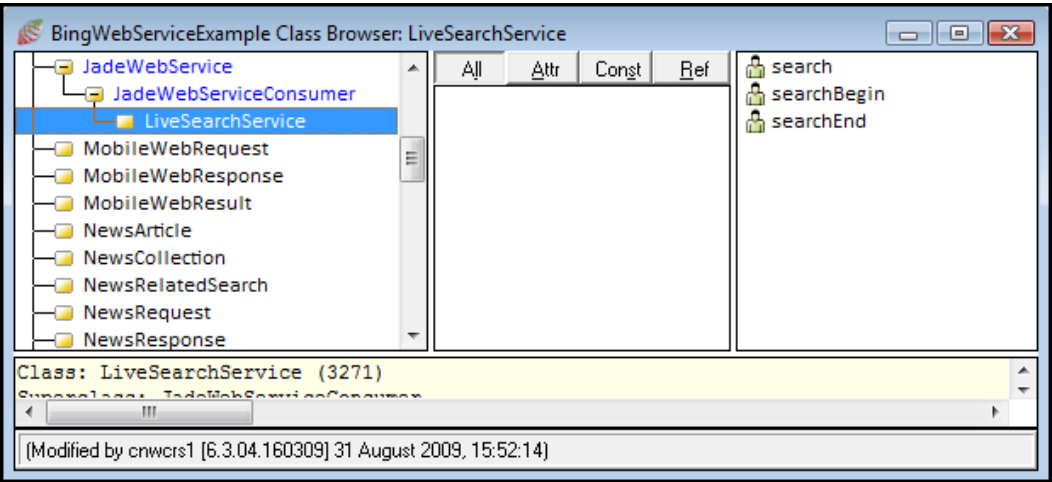 BingWebServiceExample Class Browser: LiveSearchService
JadeWebService
JadeWebServiceConsumer
LiveSearchService
MobileWebRequest
MobileWebResponse
MobileWebResult
NewsArticle
NewsCollection
NewsRelatedSearch
NewsRequest
NewsResponse
All Attr Const Ref
search
searchBegin
searchEnd
Class: LiveSearchService (3271)
Superclass: JadeWebServiceConsumer
(Modified by cnwcrs1 [6.3.04.160309] 31 August 2009, 15:52:14)